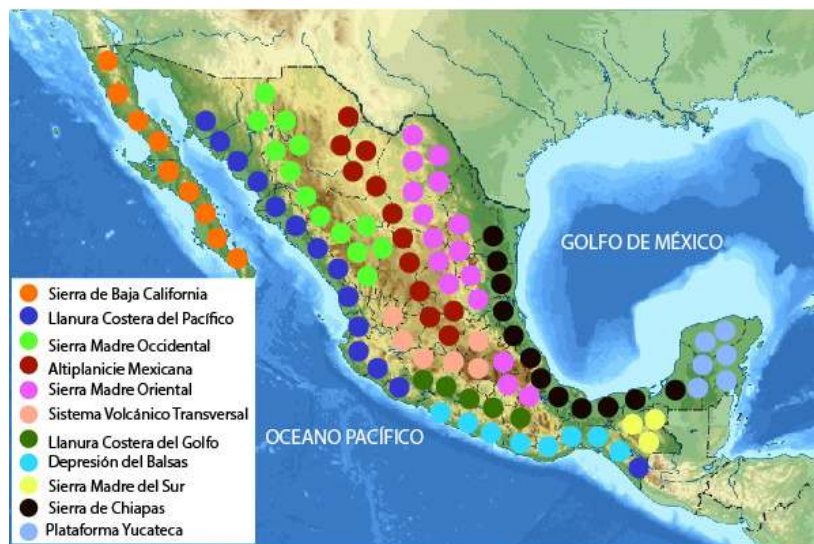 GOLFO DE MÉXICO
Sierra de Baja California
Llanura Costera del Pacífico
Sierra Madre Occidental
Altiplanicie Mexicana
Sierra Madre Oriental
Sistema Volcánico Transversal
Llanura Costera del Golfo
Depresión del Balsas
Sierra Madre del Sur
Sierra de Chiapas
Plataforma Yucateca
OCEANO PACÍFICO